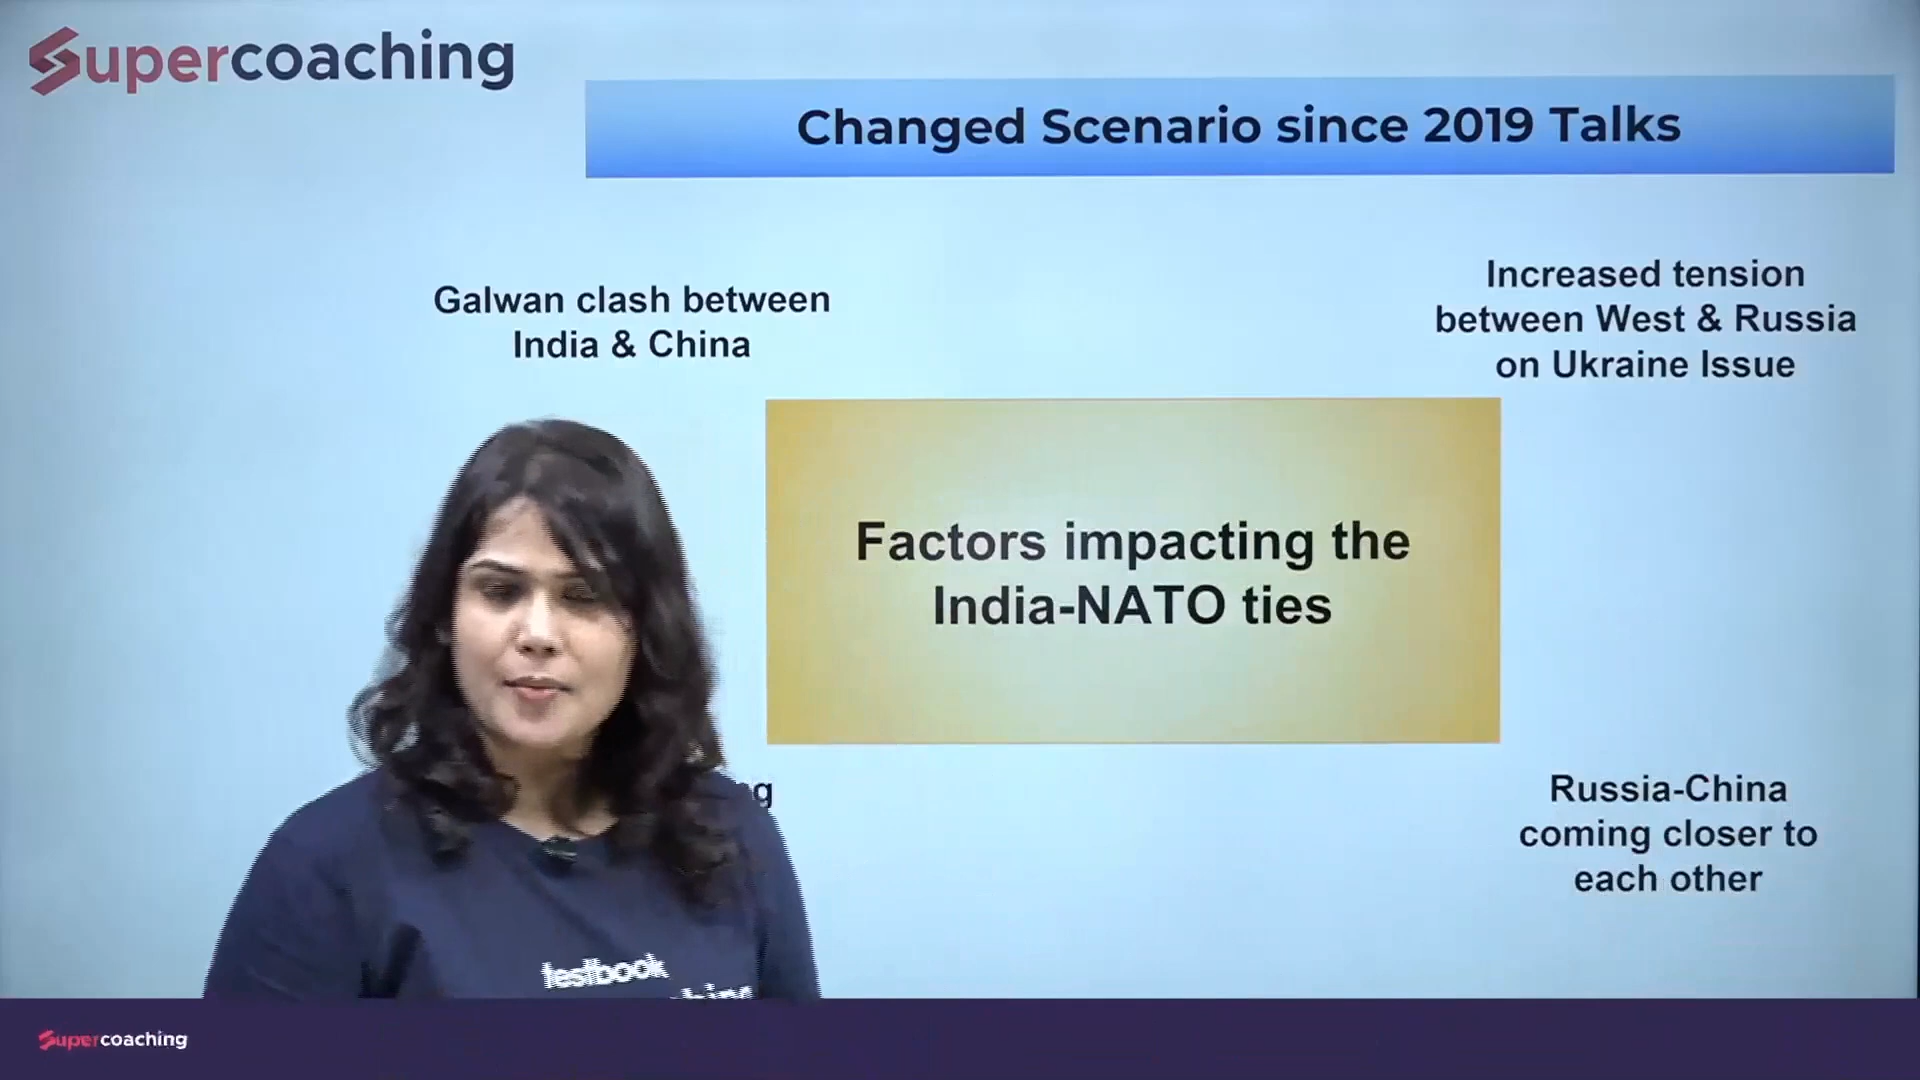 Supercoaching
Changed Scenario since 2019 Talks
Galwan clash between
India & China
Increased tension
between West & Russia
on Ukraine Issue
Factors impacting the
India-NATO ties
Russia-China
coming closer to
each other
testbook
Supercoaching